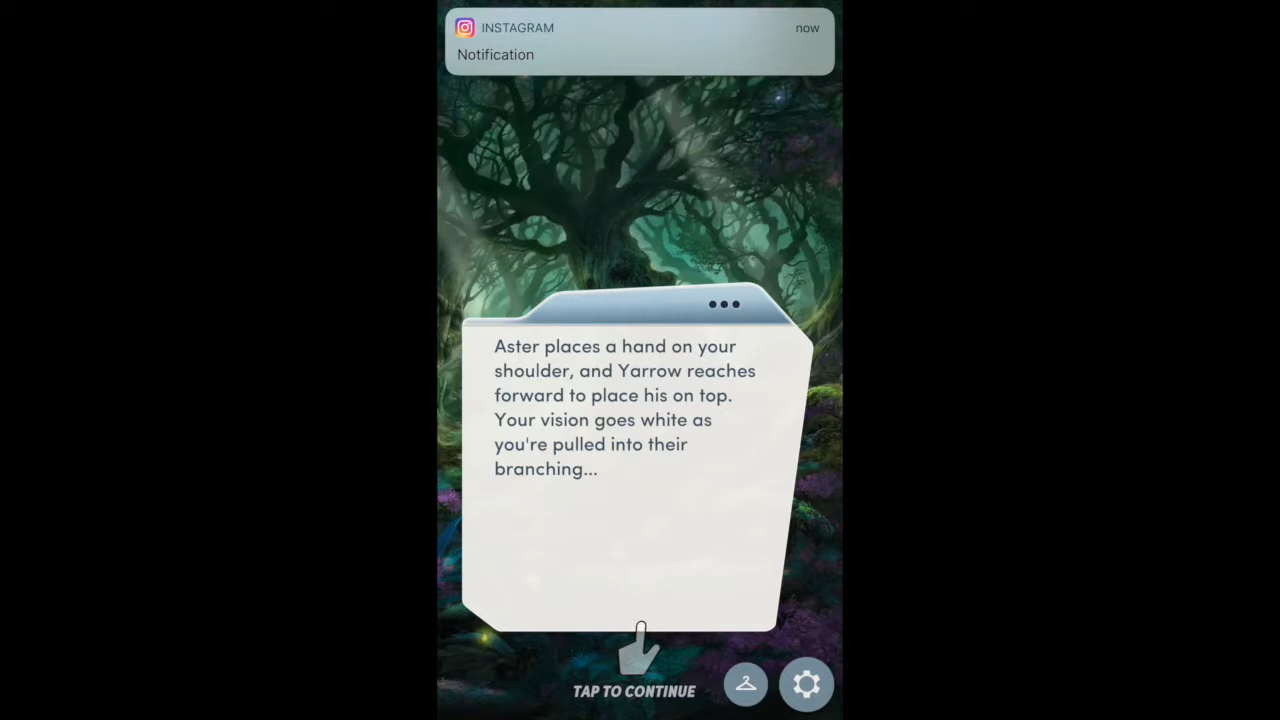 INSTAGRAM now
Notification
Aster places a hand on your
shoulder, and Yarrow reaches
forward to place his on top.
Your vision goes white as
you're pulled into their
branching...
TAP TO CONTINUE